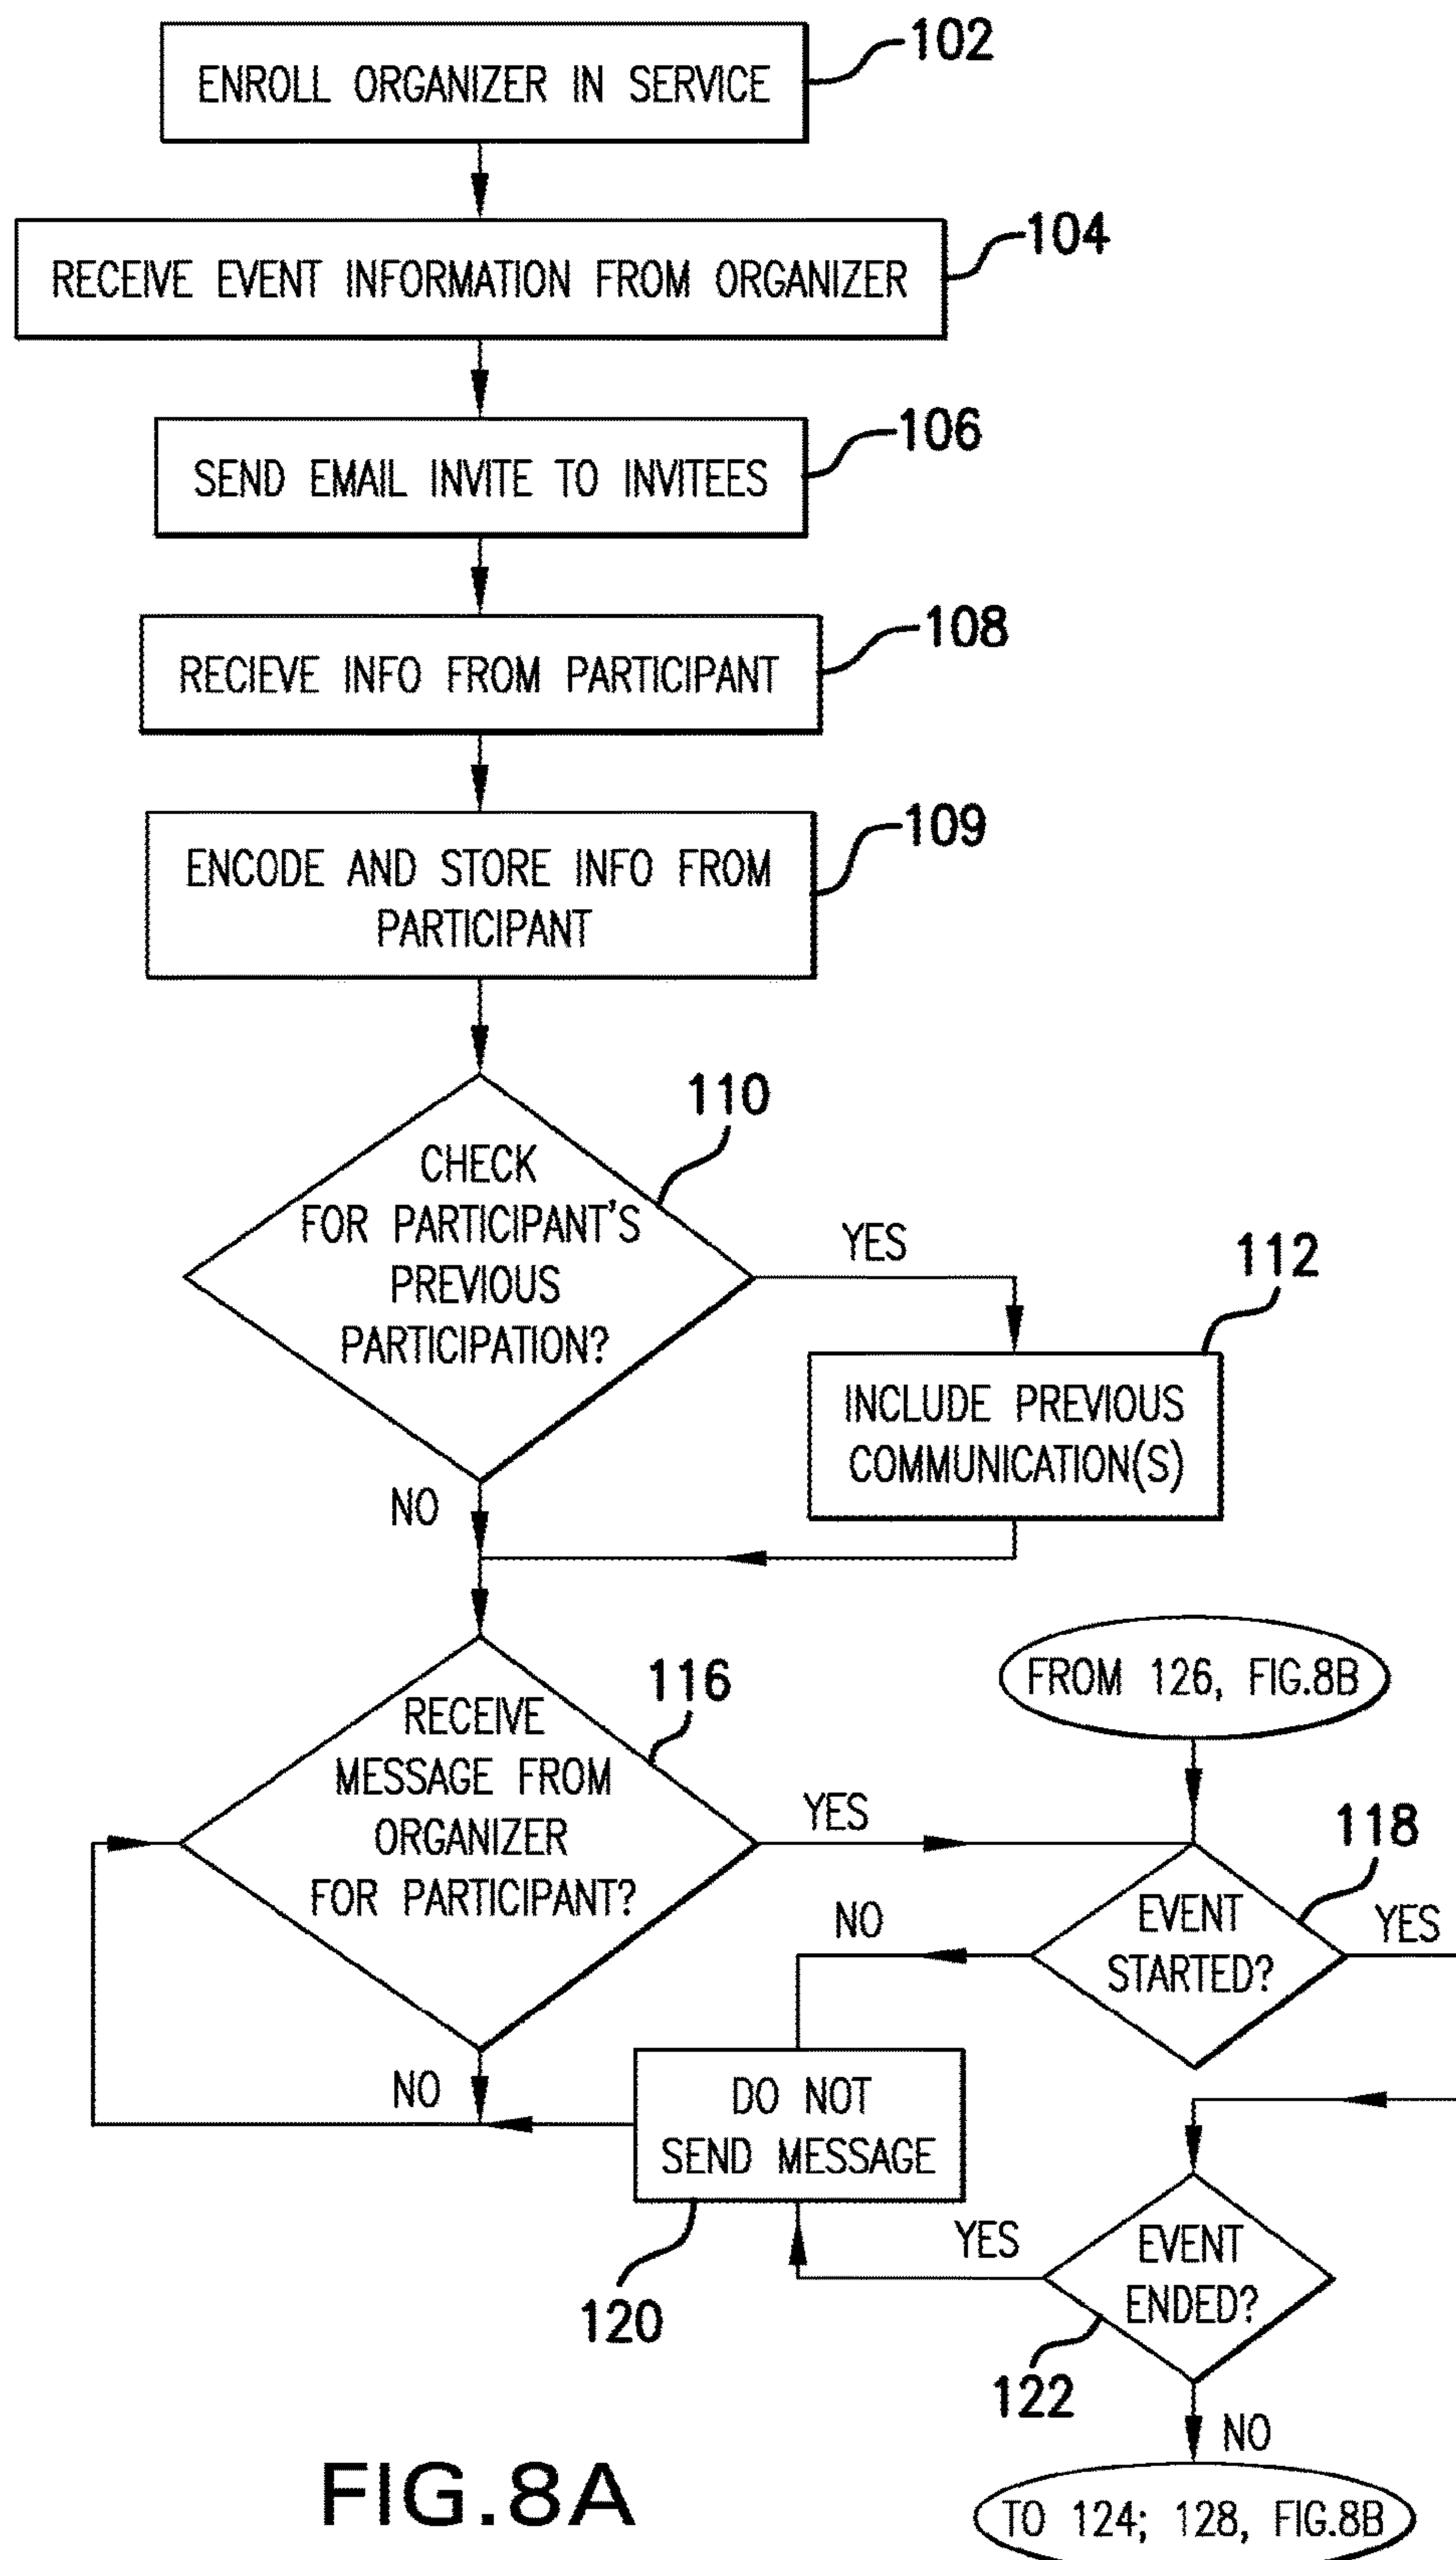 102
ENROLL ORGANIZER IN SERVICE
104
RECEIVE EVENT INFORMATION FROM ORGANIZER
106
SEND EMAIL INVITE TO INVITEES
108
RECIEVE INFO FROM PARTICIPANT
109
ENCODE AND STORE INFO FROM
PARTICIPANT
110
CHECK
FOR PARTICIPANT'S
PREVIOUS
PARTICIPATION?
YES
112
INCLUDE PREVIOUS
COMMUNICATION(S)
NO
116
RECEIVE
MESSAGE FROM
ORGANIZER
FOR PARTICIPANT?
YES
NO
FROM 126, FIG.8B
118
EVENT
STARTED?
YES
NO
DO NOT
SEND MESSAGE
120
YES
EVENT
ENDED?
122
NO
TO 124; 128, FIG.8B
FIG.8A